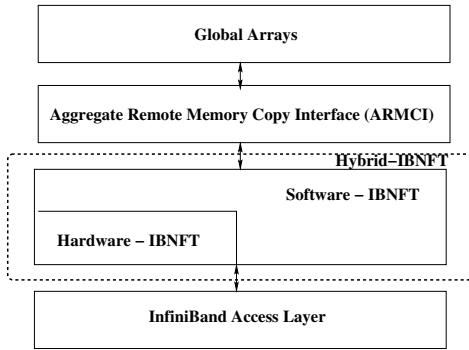 Global Arrays
Aggregate Remote Memory Copy Interface (ARMCI)
Hybrid−IBNFT
Software − IBNFT
Hardware − IBNFT
InfiniBand Access Layer